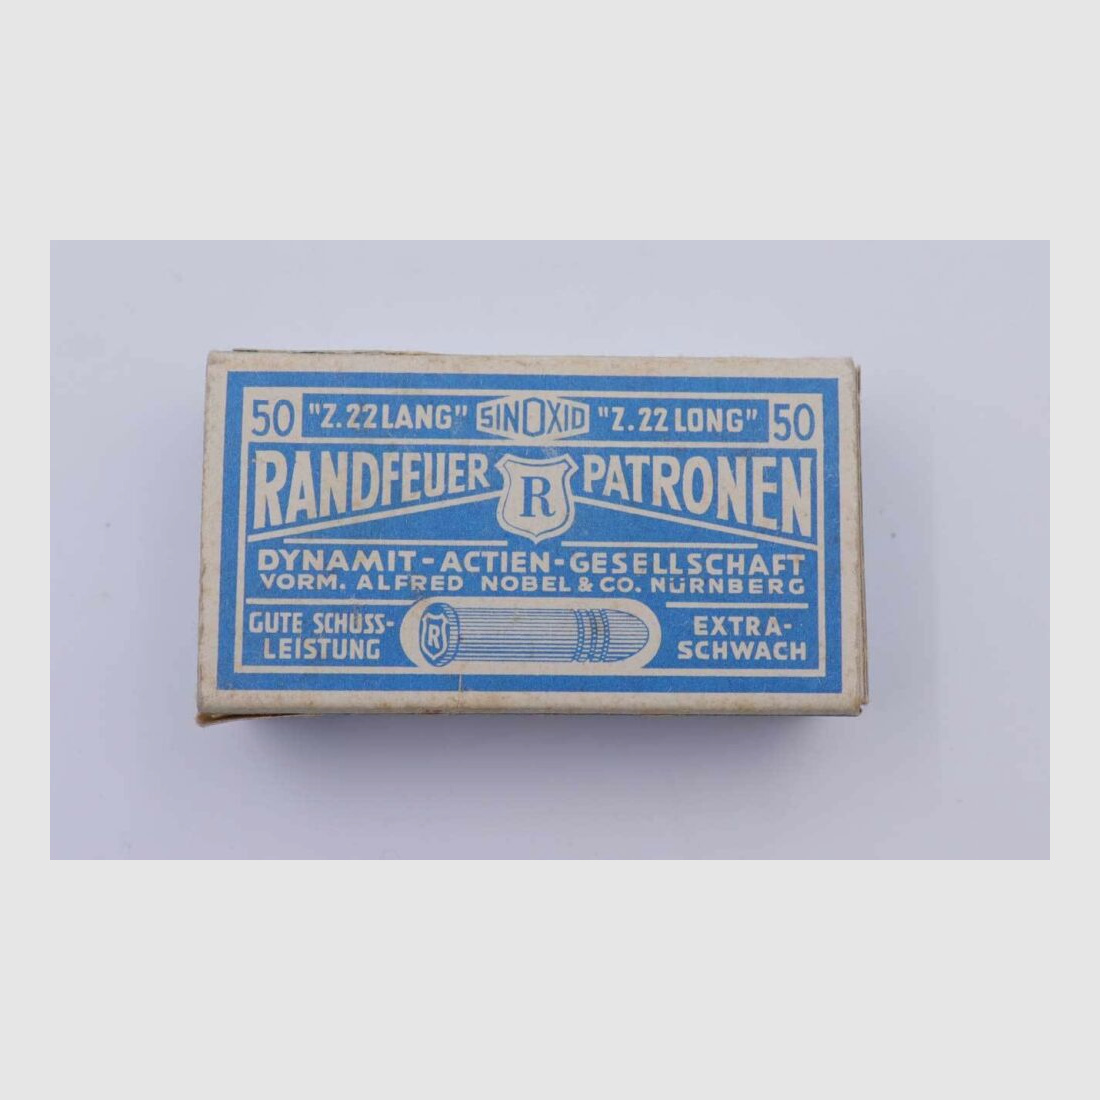 50 "Z.22 LANG" SINOXID "Z.22 LONG" 50
RANDFEUER R PATRONEN
DYNAMIT-ACTIEN-GESELLSCHAFT
VORM. ALFRED NOBEL & CO. NÜRNBERG
GUTE SCHUSS-
LEISTUNG
R
EXTRA-
SCHWACH